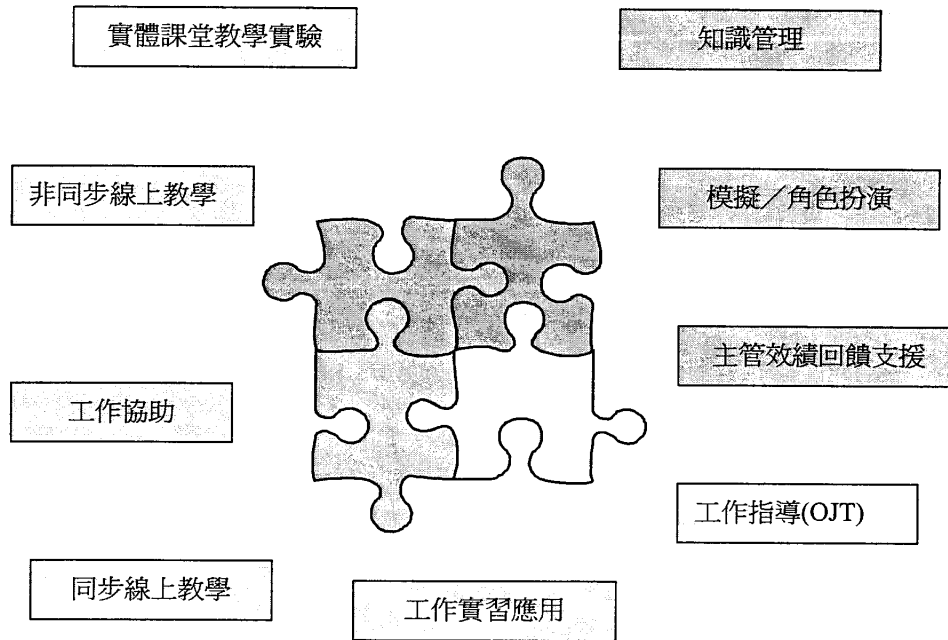 實體課堂教學實驗
知識管理
非同步線上教學
模擬／角色扮演
主管效績回饋支援
工作協助
工作指導(OJT)
同步線上教學
工作實習應用